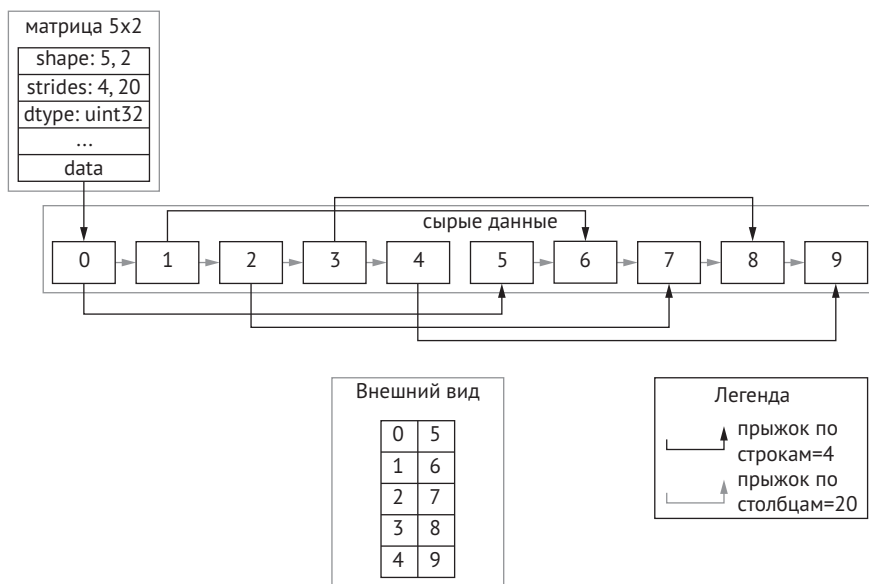 матрица 5x2
shape: 5, 2
strides: 4, 20
dtype: uint32
...
data
сырые данные
0 1 2 3 4 5 6 7 8 9
Внешний вид
0 5
1 6
2 7
3 8
4 9
Легенда
прыжок по
строкам=4
прыжок по
столбцам=20